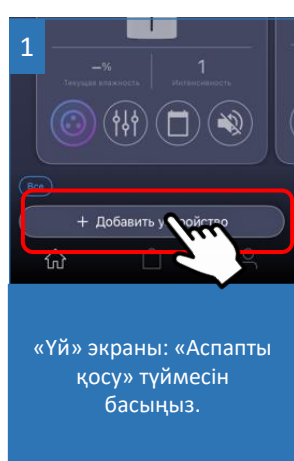 1
—%
1
Текущая влажность
Интенсивность
Все
+ Добавить устройство
«Үй» экраны: «Аспапты
қосу» түймесін
басыңыз.